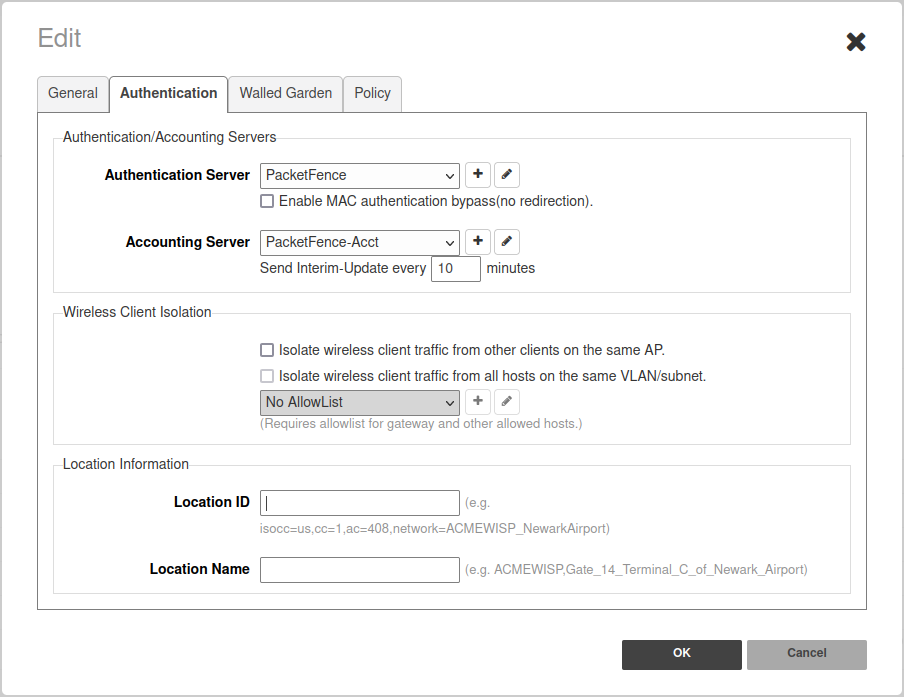 Edit
General Authentication Walled Garden Policy
Authentication/Accounting Servers
Authentication Server PacketFence
Enable MAC authentication bypass(no redirection).
Accounting Server PacketFence-Acct
Send Interim-Update every 10 minutes
Wireless Client Isolation
Isolate wireless client traffic from other clients on the same AP.
Isolate wireless client traffic from all hosts on the same VLAN/subnet.
No AllowList
(Requires allowlist for gateway and other allowed hosts.)
Location Information
Location ID (e.g.
isocc=us,cc=1,ac=408,network=ACMEWISP_NewarkAirport)
Location Name (e.g. ACMEWISP,Gate_14_Terminal_C_of_Newark_Airport)
OK Cancel